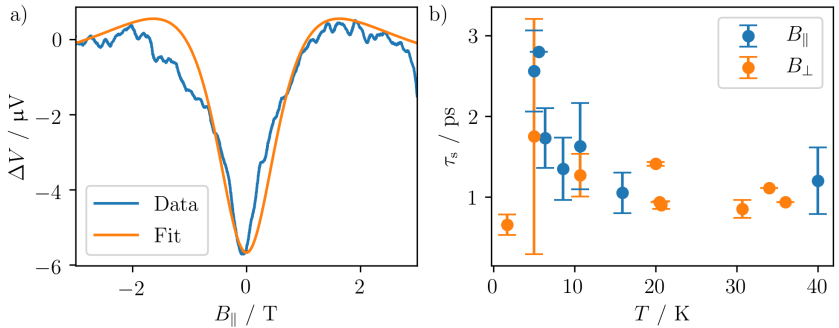 a)
0
−2
−4
−6
ΔV / μV
Data
Fit
−2
0
2
B∥ / T
b)
3
2
1
τs / ps
B∥
B⊥
0
10
20
30
40
T / K